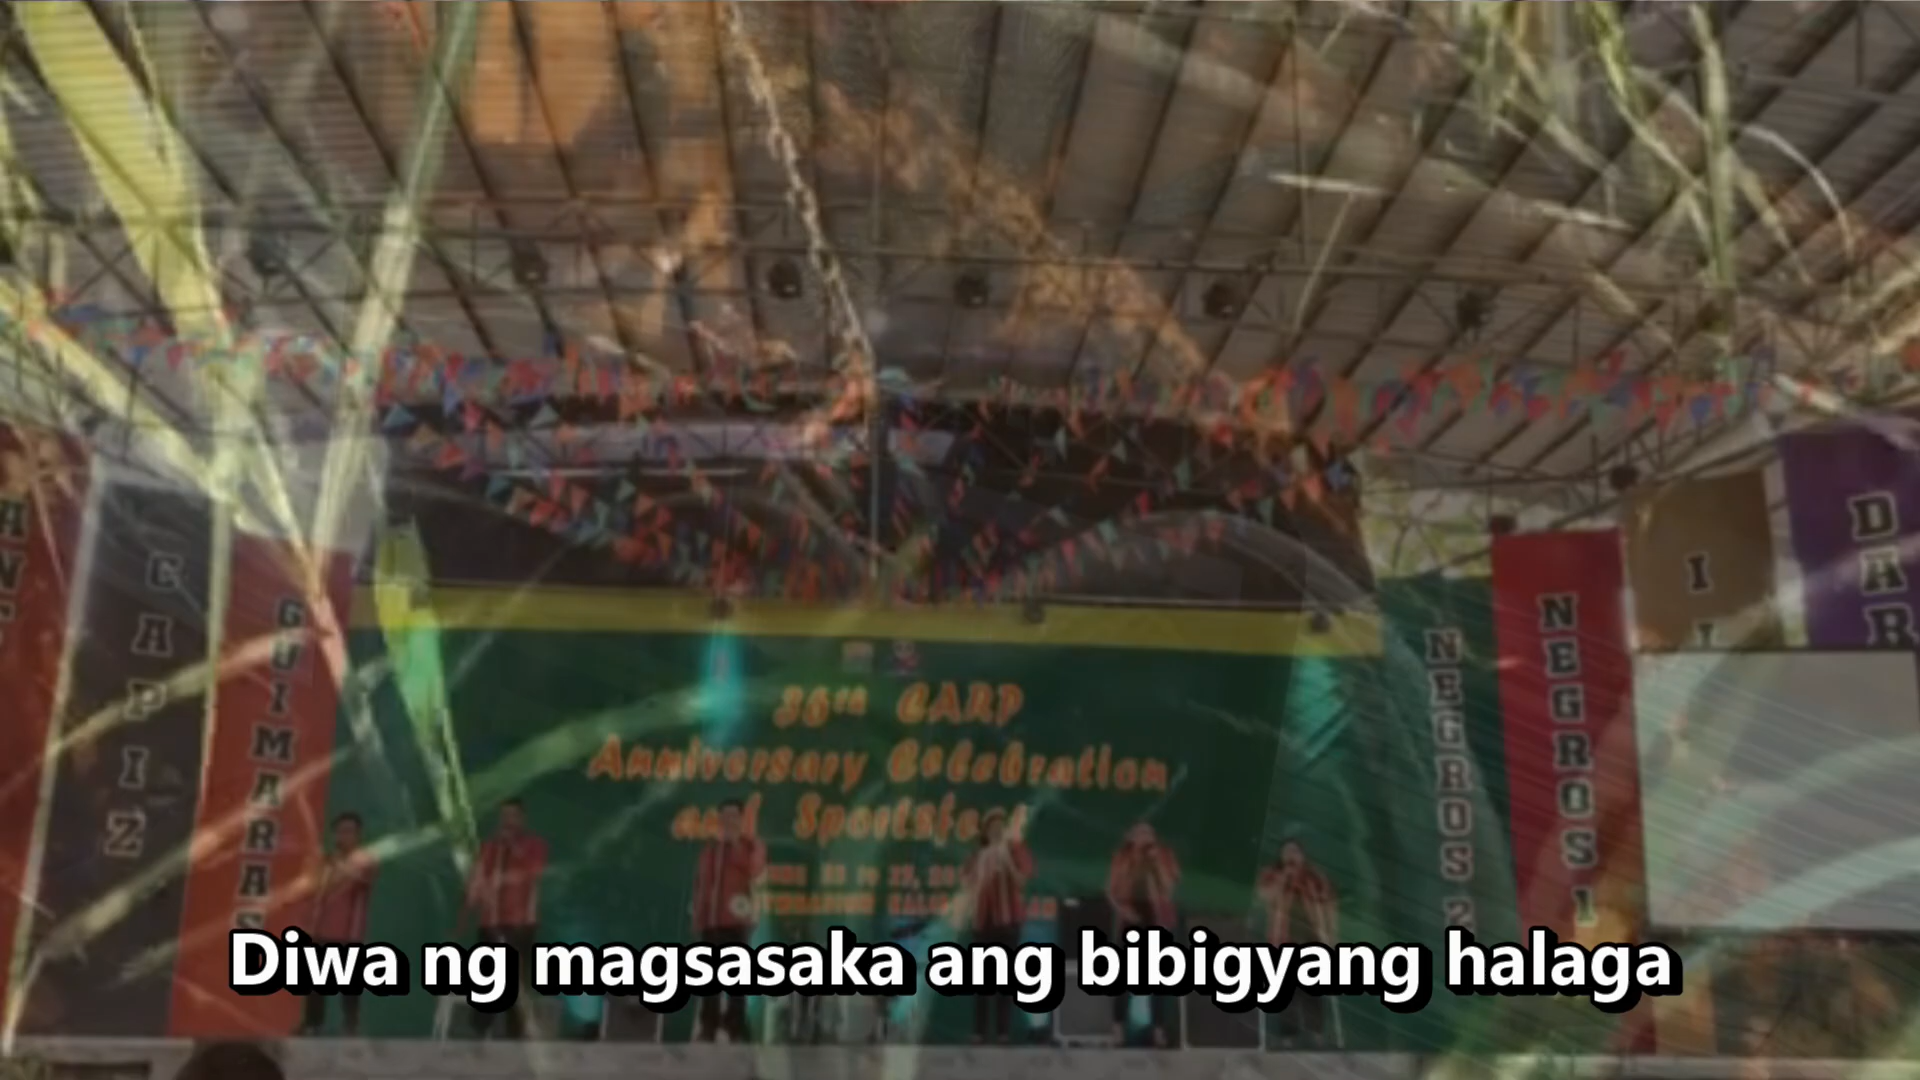 CAPIZ
GUIMARAS
36th CARP
Anniversary Celebration
and Sportsfest
NEGROS 2
NEGROS 1
DAR
Diwa ng magsasaka ang bibigyang halaga